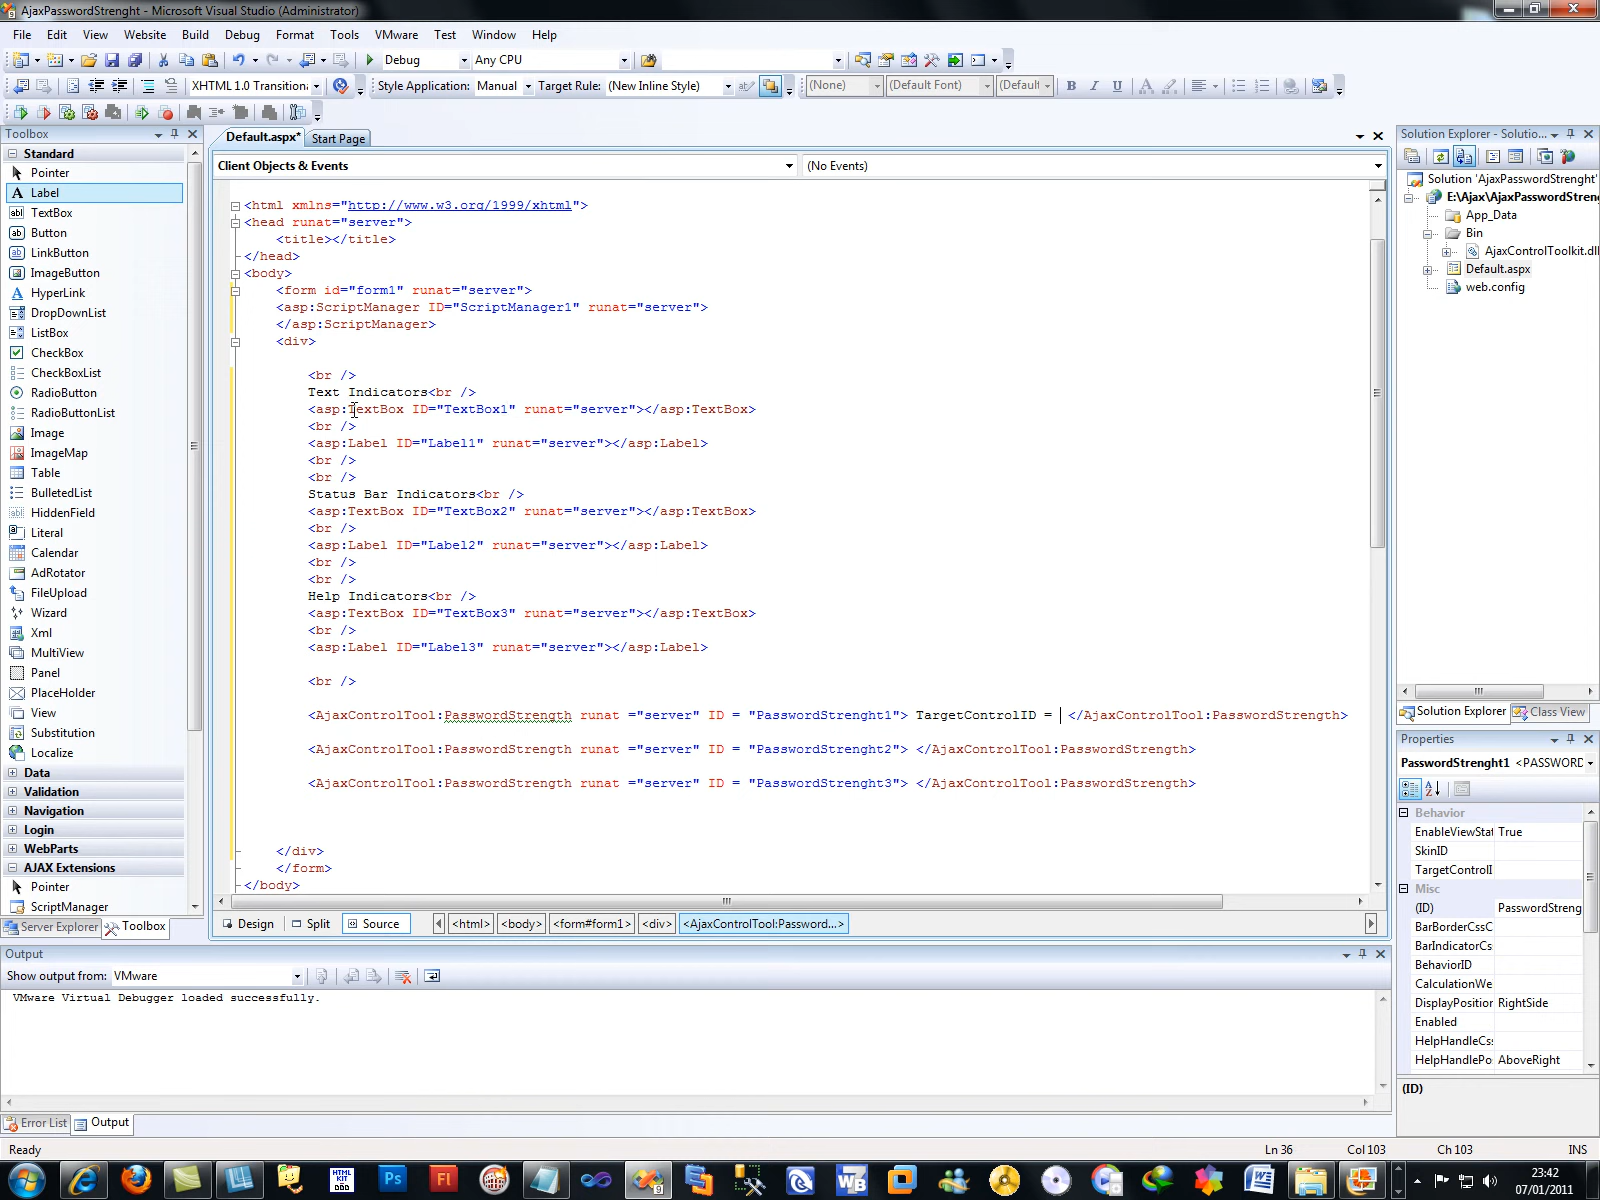 AjaxPasswordStrenght - Microsoft Visual Studio (Administrator)
File Edit View Website Build Debug Format Tools VMware Test Window Help
Debug Any CPU
XHTML 1.0 Transition Style Application: Manual Target Rule: (New Inline Style) (None) (Default Font) (Default
Toolbox
Standard
Pointer
Label
TextBox
Button
LinkButton
ImageButton
HyperLink
DropDownList
ListBox
CheckBox
CheckBoxList
RadioButton
RadioButtonList
Image
ImageMap
Table
BulletedList
HiddenField
Literal
Calendar
AdRotator
FileUpload
Wizard
Xml
MultiView
Panel
PlaceHolder
View
Substitution
Localize
Data
Validation
Navigation
Login
WebParts
AJAX Extensions
Pointer
ScriptManager
Server Explorer Toolbox
Default.aspx* Start Page
Client Objects & Events (No Events)
<html xmlns="http://www.w3.org/1999/xhtml">
<head runat="server">
<title></title>
</head>
<body>
<form id="form1" runat="server">
<asp:ScriptManager ID="ScriptManager1" runat="server">
</asp:ScriptManager>
<div>
<br />
Text Indicators<br />
<asp:TextBox ID="TextBox1" runat="server"></asp:TextBox>
<br />
<asp:Label ID="Label1" runat="server"></asp:Label>
<br />
<br />
Status Bar Indicators<br />
<asp:TextBox ID="TextBox2" runat="server"></asp:TextBox>
<br />
<asp:Label ID="Label2" runat="server"></asp:Label>
<br />
<br />
Help Indicators<br />
<asp:TextBox ID="TextBox3" runat="server"></asp:TextBox>
<br />
<asp:Label ID="Label3" runat="server"></asp:Label>
<br />
<AjaxControlTool:PasswordStrength runat ="server" ID = "PasswordStrenght1"> TargetControlID = </AjaxControlTool:PasswordStrength>
<AjaxControlTool:PasswordStrength runat ="server" ID = "PasswordStrenght2"> </AjaxControlTool:PasswordStrength>
<AjaxControlTool:PasswordStrength runat ="server" ID = "PasswordStrenght3"> </AjaxControlTool:PasswordStrength>
</div>
</form>
</body>
Design Split Source <html> <body> <form#form1> <div> <AjaxControlTool:Password...>
Solution Explorer - Solutio...
Solution 'AjaxPasswordStrenght'
E:\Ajax\AjaxPasswordStren
App_Data
Bin
AjaxControlToolkit.dll
Default.aspx
web.config
Solution Explorer Class View
Properties
PasswordStrenght1 <PASSWORD
Behavior
EnableViewStat True
SkinID
TargetControlI
Misc
(ID) PasswordStreng
BarBorderCssC
BarIndicatorCs
BehaviorID
CalculationWe
DisplayPosition RightSide
Enabled
HelpHandleCs
HelpHandlePo AboveRight
(ID)
Output
Show output from: VMware
VMware Virtual Debugger loaded successfully.
Error List Output
Ready Ln 36 Col 103 Ch 103 INS
HTML
KIT
Ps Fl WB
23:42
07/01/2011